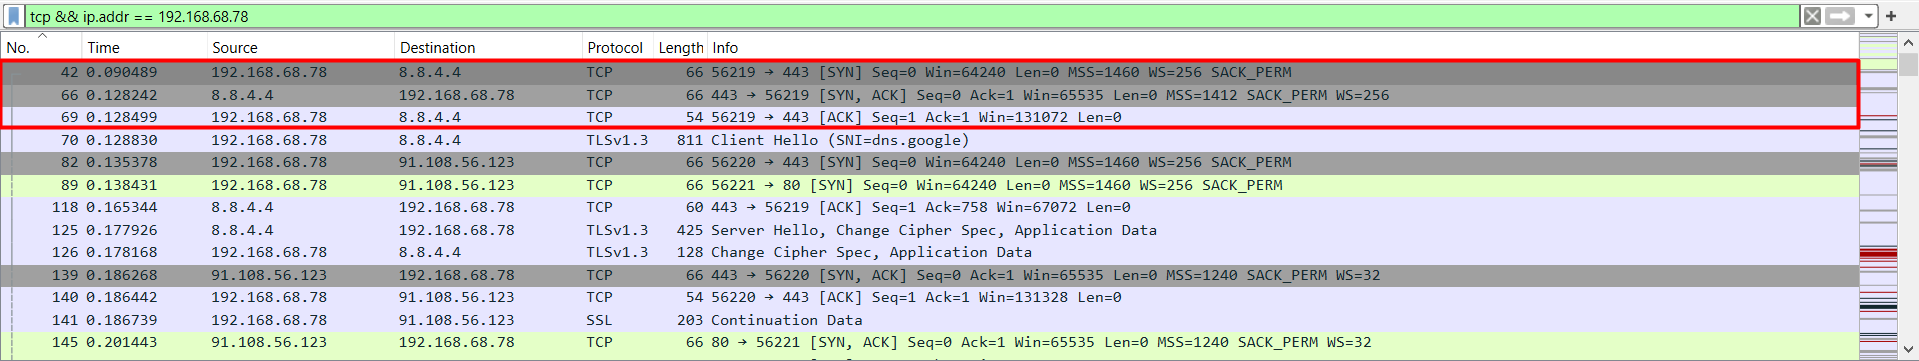 tcp && ip.addr == 192.168.68.78
No. Time Source Destination Protocol Length Info
42 0.090489 192.168.68.78 8.8.4.4 TCP 66 56219 → 443 [SYN] Seq=0 Win=64240 Len=0 MSS=1460 WS=256 SACK_PERM
66 0.128242 8.8.4.4 192.168.68.78 TCP 66 443 → 56219 [SYN, ACK] Seq=0 Ack=1 Win=65535 Len=0 MSS=1412 SACK_PERM WS=256
69 0.128499 192.168.68.78 8.8.4.4 TCP 54 56219 → 443 [ACK] Seq=1 Ack=1 Win=131072 Len=0
70 0.128830 192.168.68.78 8.8.4.4 TLSv1.3 811 Client Hello (SNI=dns.google)
82 0.135378 192.168.68.78 91.108.56.123 TCP 66 56220 → 443 [SYN] Seq=0 Win=64240 Len=0 MSS=1460 WS=256 SACK_PERM
89 0.138431 192.168.68.78 91.108.56.123 TCP 66 56221 → 80 [SYN] Seq=0 Win=64240 Len=0 MSS=1460 WS=256 SACK_PERM
118 0.165344 8.8.4.4 192.168.68.78 TCP 60 443 → 56219 [ACK] Seq=1 Ack=758 Win=67072 Len=0
125 0.177926 8.8.4.4 192.168.68.78 TLSv1.3 425 Server Hello, Change Cipher Spec, Application Data
126 0.178168 192.168.68.78 8.8.4.4 TLSv1.3 128 Change Cipher Spec, Application Data
139 0.186268 91.108.56.123 192.168.68.78 TCP 66 443 → 56220 [SYN, ACK] Seq=0 Ack=1 Win=65535 Len=0 MSS=1240 SACK_PERM WS=32
140 0.186442 192.168.68.78 91.108.56.123 TCP 54 56220 → 443 [ACK] Seq=1 Ack=1 Win=131328 Len=0
141 0.186739 192.168.68.78 91.108.56.123 SSL 203 Continuation Data
145 0.201443 91.108.56.123 192.168.68.78 TCP 66 80 → 56221 [SYN, ACK] Seq=0 Ack=1 Win=65535 Len=0 MSS=1240 SACK_PERM WS=32